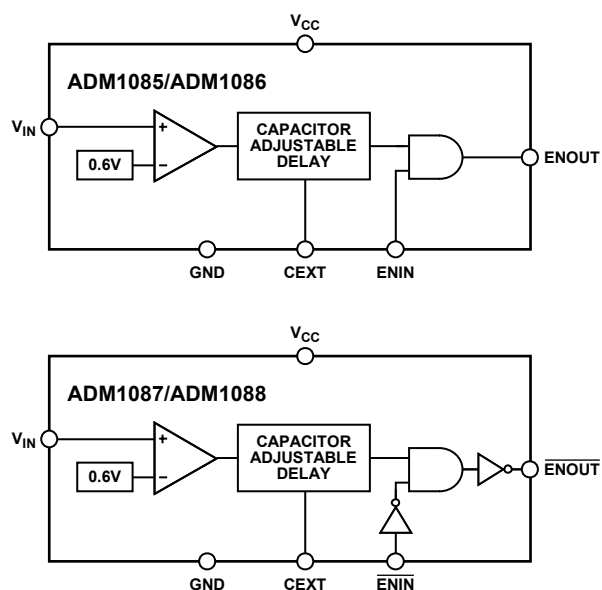 VCC
ADM1085/ADM1086
VIN
+
0.6V
−
CAPACITOR
ADJUSTABLE
DELAY
ENOUT
GND
CEXT
ENIN
VCC
ADM1087/ADM1088
VIN
+
0.6V
−
CAPACITOR
ADJUSTABLE
DELAY
ENOUT
GND
CEXT
ENIN